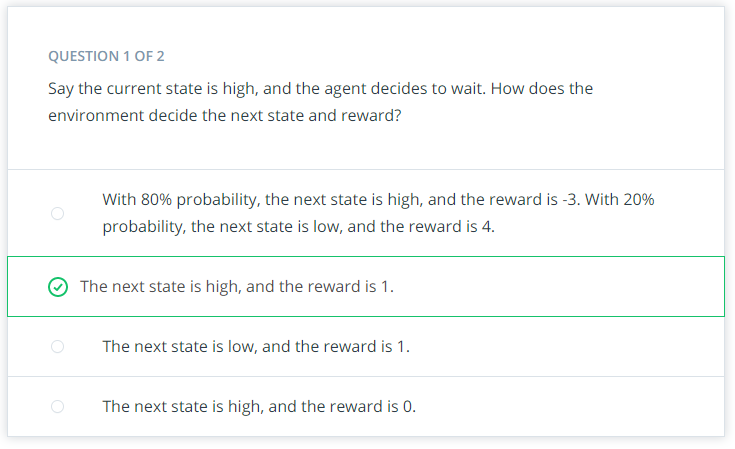 QUESTION 1 OF 2
Say the current state is high, and the agent decides to wait. How does the
environment decide the next state and reward?
With 80% probability, the next state is high, and the reward is -3. With 20%
probability, the next state is low, and the reward is 4.
The next state is high, and the reward is 1.
The next state is low, and the reward is 1.
The next state is high, and the reward is 0.